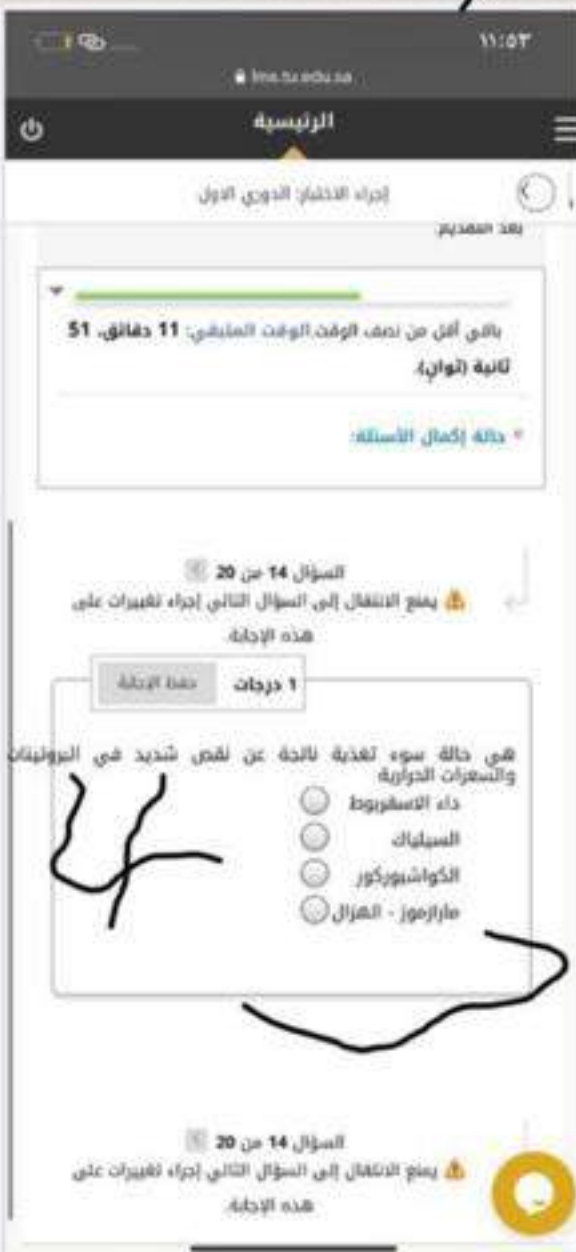 ١١:٥٣
lms.tu.edu.sa
الرئيسية
إجراء الاختبار: الدوري الاول
بعد التقديم.
باقي أقل من نصف الوقت.الوقت المتبقي: 11 دقائق، 51
ثانية (ثوانٍ).
حالة إكمال الأسئلة:
السؤال 14 من 20
يمنع الانتقال إلى السؤال التالي إجراء تغييرات على
هذه الإجابة.
1 درجات حفظ الإجابة
هي حالة سوء تغذية ناتجة عن نقص شديد في البروتينات
والسعرات الحرارية
داء الاسقربوط
السيلياك
الكواشيوركور
مارازموز - الهزال
السؤال 14 من 20
يمنع الانتقال إلى السؤال التالي إجراء تغييرات على
هذه الإجابة.